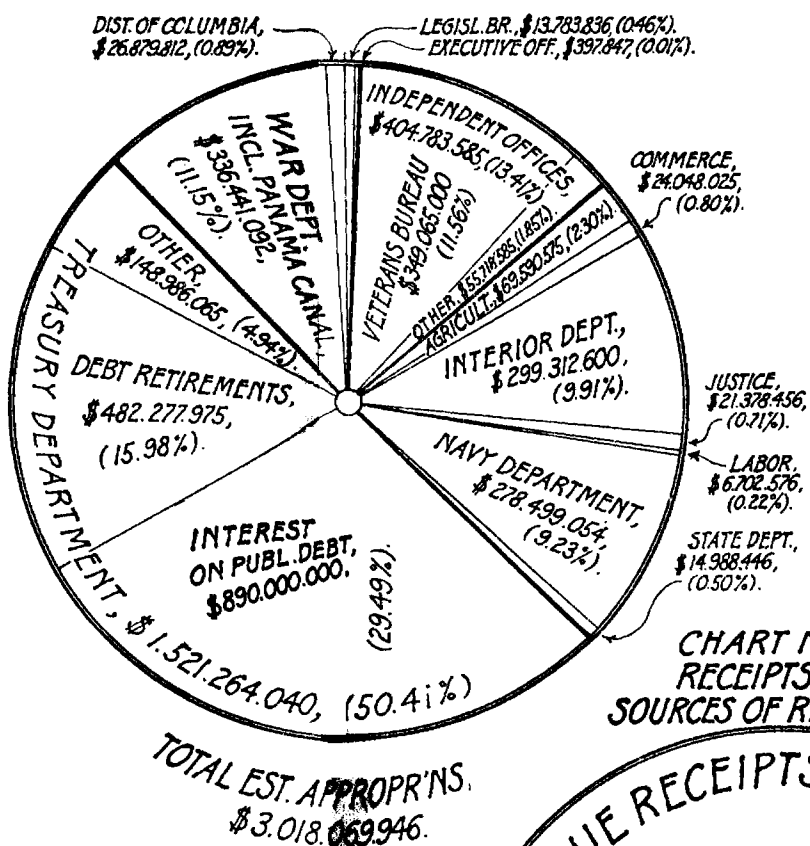 DIST. OF COLUMBIA,
$26.879.812, (0.89%).
LEGISL. BR., $13.783.836, (0.46%).
EXECUTIVE OFF., $397.847, (0.01%).
INDEPENDENT OFFICES,
$404.783.585, (13.41%)
VETERANS BUREAU
$349.065.000
(11.56%)
OTHER, $55.718.585, (1.85%)
AGRICULT., $69.590.575, (2.30%)
COMMERCE,
$24.048.025,
(0.80%).
INTERIOR DEPT.,
$299.312.600,
(9.91%).
JUSTICE,
$21.378.456,
(0.71%)
LABOR,
$6.702.576,
(0.22%).
NAVY DEPARTMENT,
$278.499.054,
(9.23%).
STATE DEPT.,
$14.988.446,
(0.50%).
WAR DEPT.
INCL. PANAMA CANAL,
$336.441.092,
(11.15%).
OTHER,
$148.986.065, (4.94%).
DEBT RETIREMENTS,
$482.277.975,
(15.98%).
INTEREST
ON PUBL. DEBT,
$890.000.000,
(29.49%).
TREASURY DEPARTMENT, $1.521.264.040, (50.41%)
TOTAL EST. APPROPR'NS.
$3.018.069.946.
CHART
RECEIPTS
SOURCES OF R
UE RECEIPTS